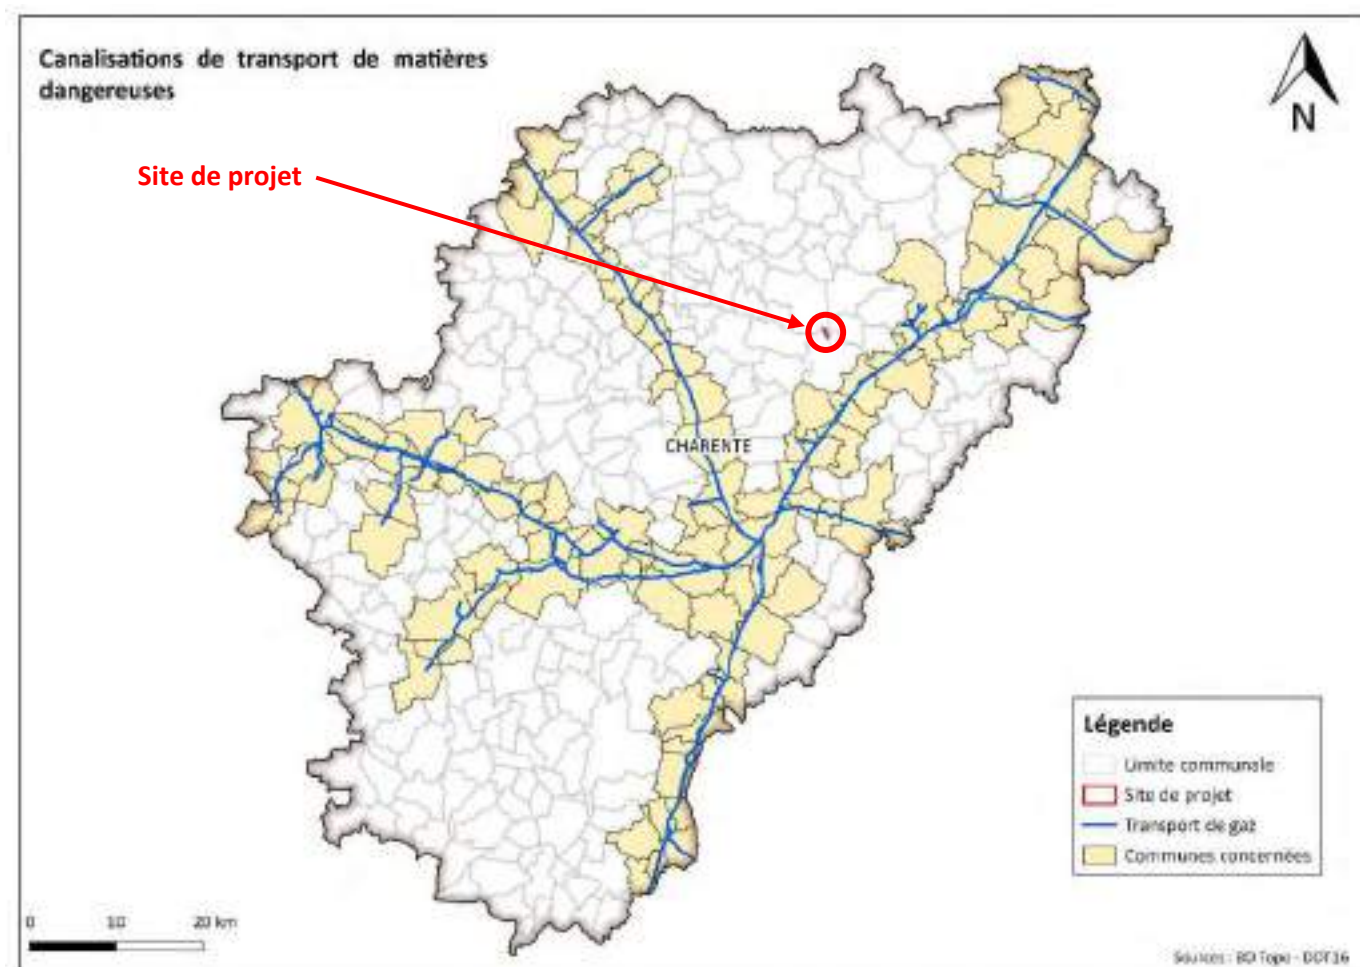 Canalisations de transport de matières
dangereuses
N
Site de projet
CHARENTE
Légende
Limite communale
Site de projet
Transport de gaz
Communes concernées
0 10 20 km
Sources : BD Topo - DDT16